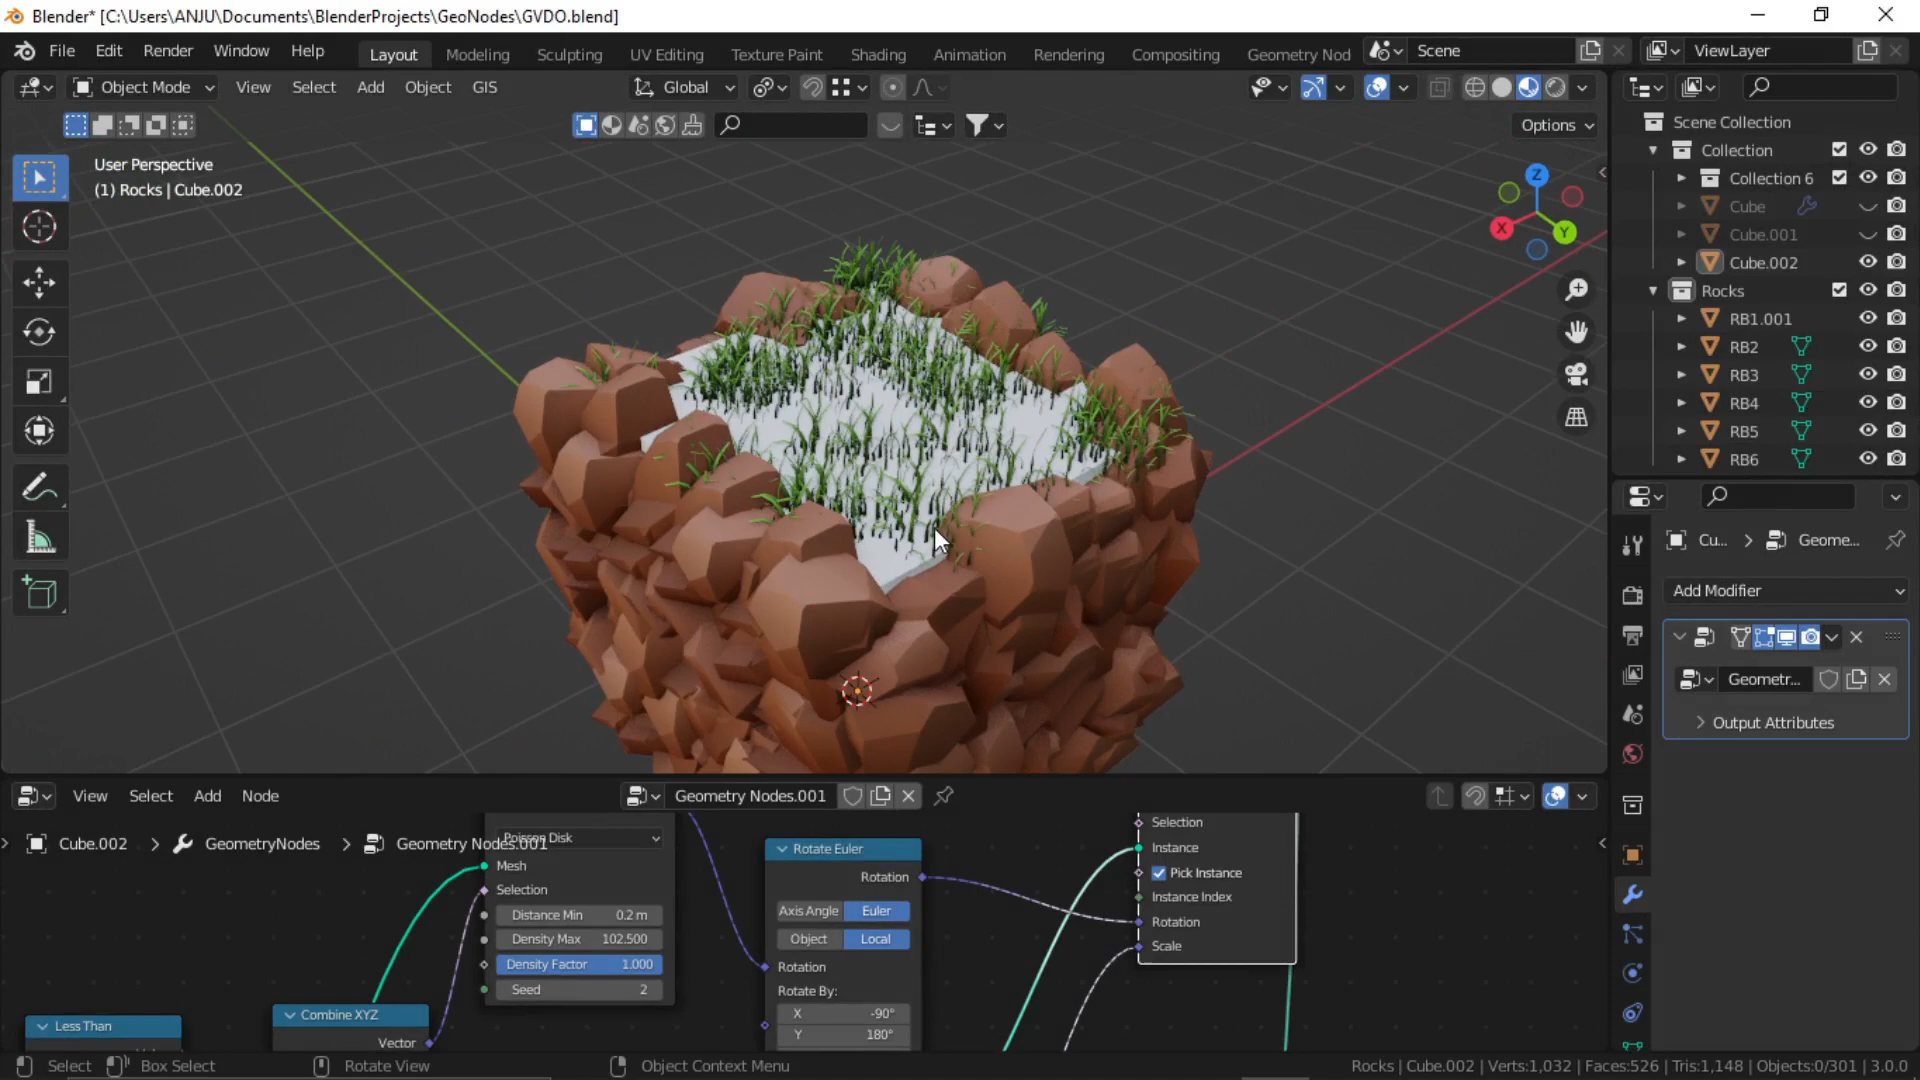 Blender* [C:\Users\ANJU\Documents\BlenderProjects\GeoNodes\GVDO.blend]
File Edit Render Window Help Layout Modeling Sculpting UV Editing Texture Paint Shading Animation Rendering Compositing Geometry Nod Scene ViewLayer
Object Mode View Select Add Object GIS Global
Options
User Perspective
(1) Rocks | Cube.002
Z
X
Y
Scene Collection
Collection
Collection 6
Cube
Cube.001
Cube.002
Rocks
RB1.001
RB2
RB3
RB4
RB5
RB6
Cu... > Geome...
Add Modifier
Geometr...
> Output Attributes
View Select Add Node Geometry Nodes.001
Cube.002 > GeometryNodes > Geometry Nodes.001
Poisson Disk
Mesh
Selection
Distance Min 0.2 m
Density Max 102.500
Density Factor 1.000
Seed 2
Less Than
Combine XYZ
Vector
Rotate Euler
Rotation
Axis Angle Euler
Object Local
Rotation
Rotate By:
X -90°
Y 180°
Selection
Instance
Pick Instance
Instance Index
Rotation
Scale
Select Box Select Rotate View Object Context Menu Rocks | Cube.002 | Verts:1,032 | Faces:526 | Tris:1,148 | Objects:0/301 | 3.0.0